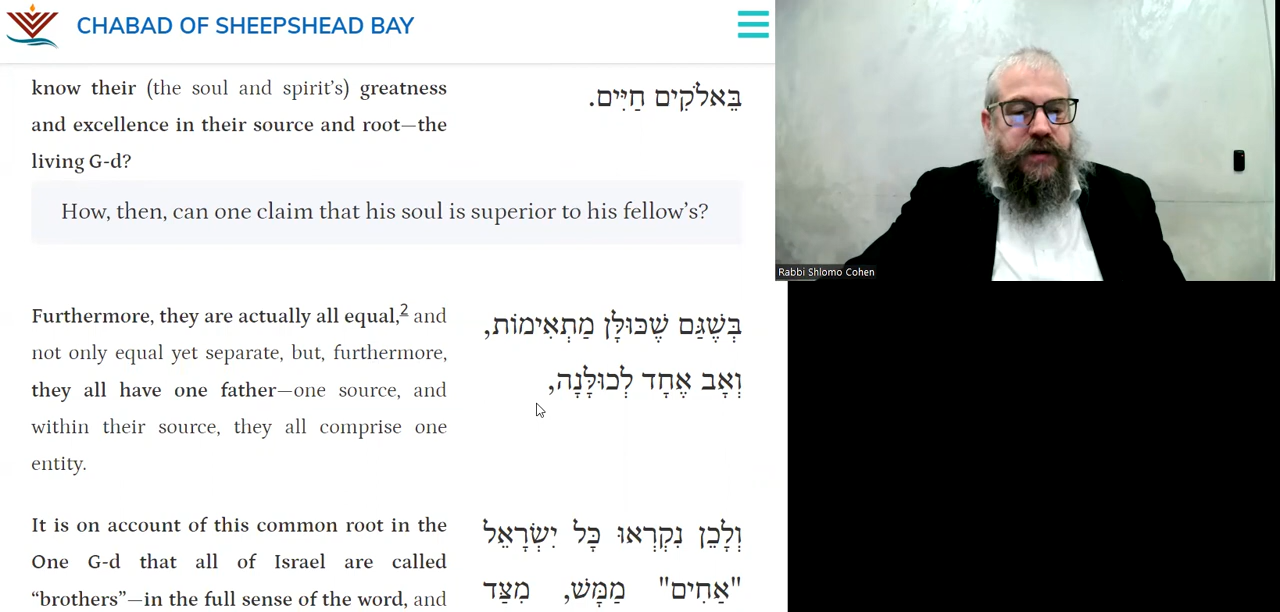 CHABAD OF SHEEPSHEAD BAY
know their (the soul and spirit’s) greatness
and excellence in their source and root—the
living G-d?
בֵּאלֹקִים חַיִּים.
How, then, can one claim that his soul is superior to his fellow’s?
Furthermore, they are actually all equal,2 and
not only equal yet separate, but, furthermore,
they all have one father—one source, and
within their source, they all comprise one
entity.
בְּשֶׁגַּם שֶׁכּוּלָּן מַתְאִימוֹת,
וְאָב אֶחָד לְכוּלָּנָה,
It is on account of this common root in the
One G-d that all of Israel are called
“brothers”—in the full sense of the word, and
וְלָכֵן נִקְרְאוּ כָּל יִשְׂרָאֵל
"אַחִים" מַמָּשׁ, מִצַּד
Rabbi Shlomo Cohen